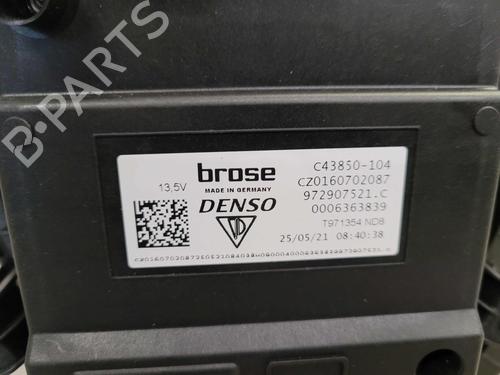 B-PARTS
brose
C43850-104
13,5V
MADE IN GERMANY
CZ0160702087
DENSO
972907521.C
0006363839
T971354 NDB
25/05/21 08:40:38